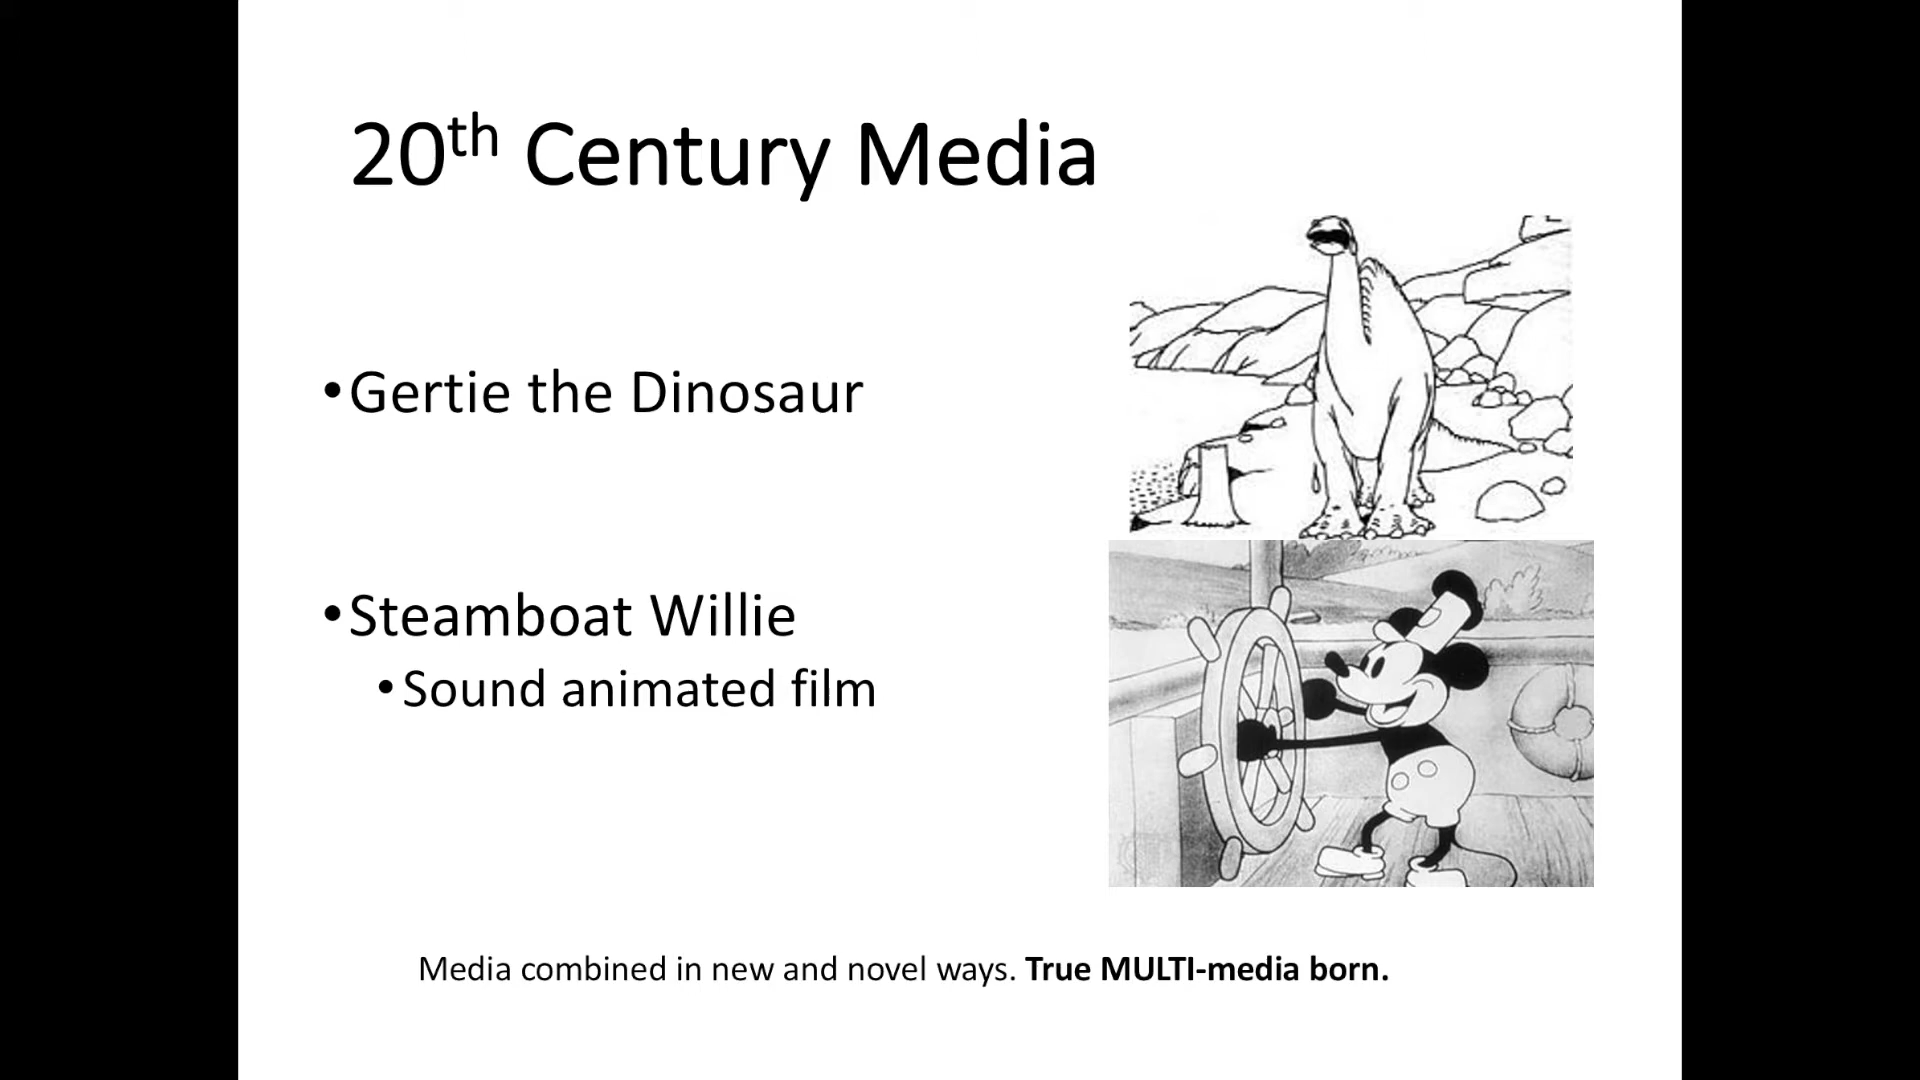 20th Century Media
•Gertie the Dinosaur
•Steamboat Willie
•Sound animated film
Media combined in new and novel ways. True MULTI-media born.